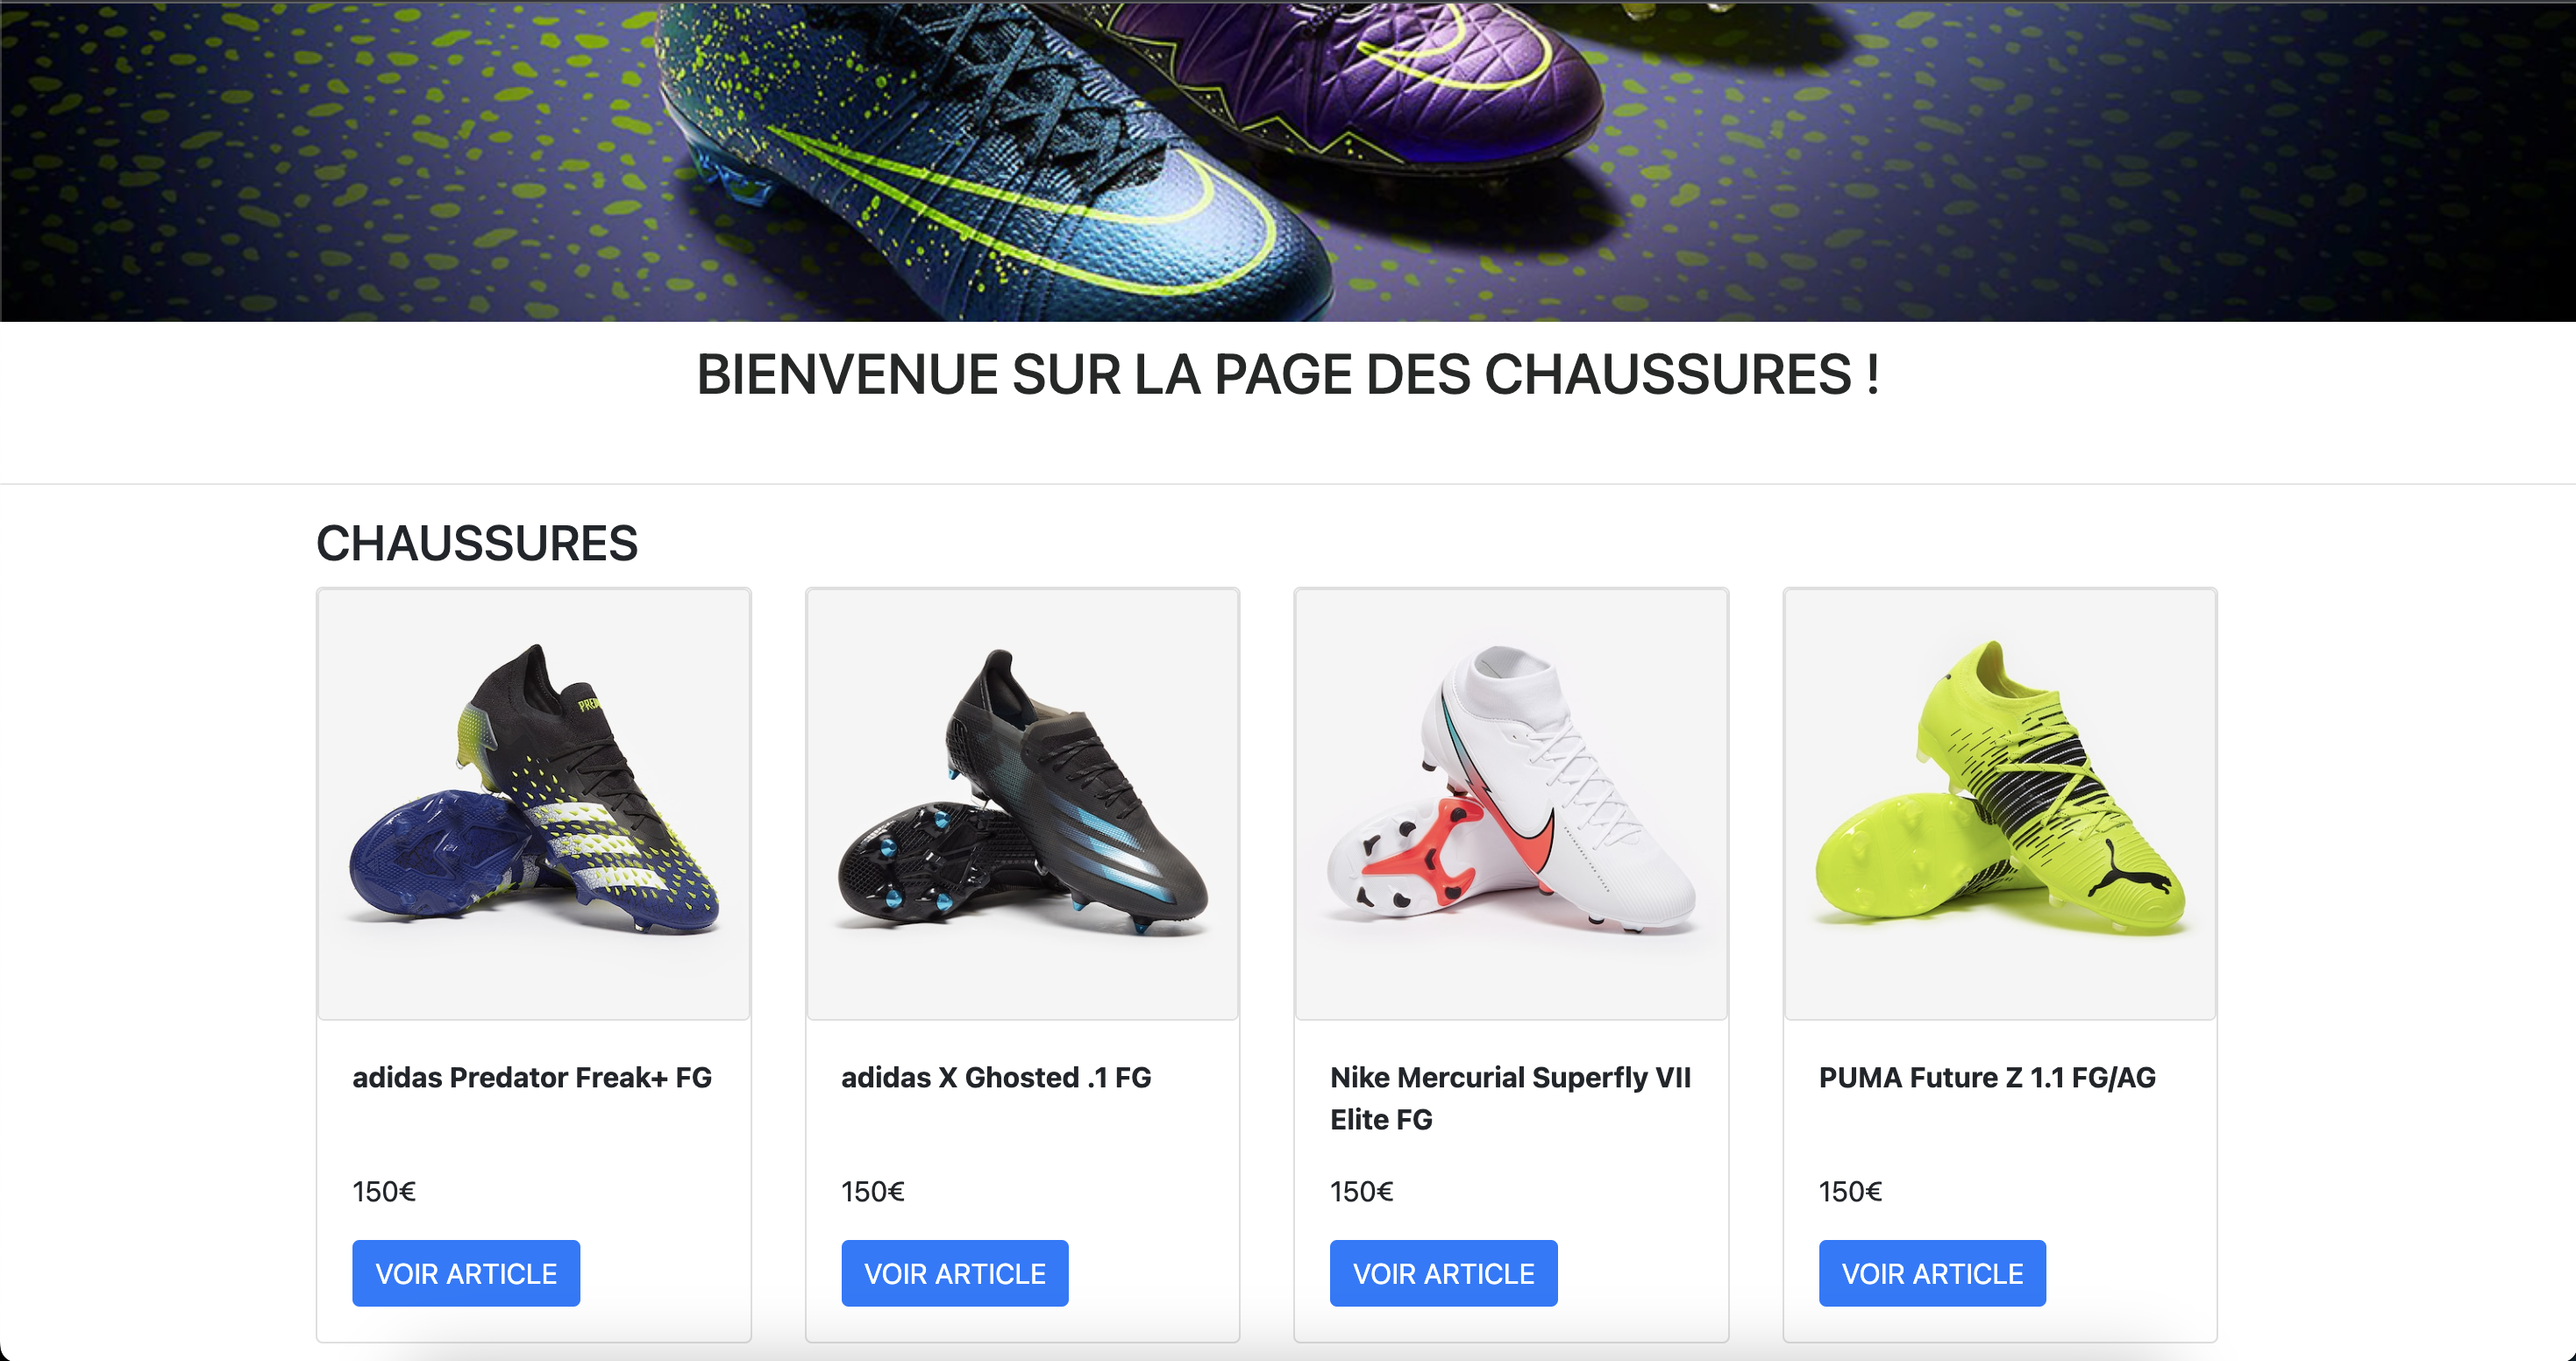 BIENVENUE SUR LA PAGE DES CHAUSSURES !
CHAUSSURES
adidas Predator Freak+ FG
150€
VOIR ARTICLE
adidas X Ghosted .1 FG
150€
VOIR ARTICLE
Nike Mercurial Superfly VII
Elite FG
150€
VOIR ARTICLE
PUMA Future Z 1.1 FG/AG
150€
VOIR ARTICLE